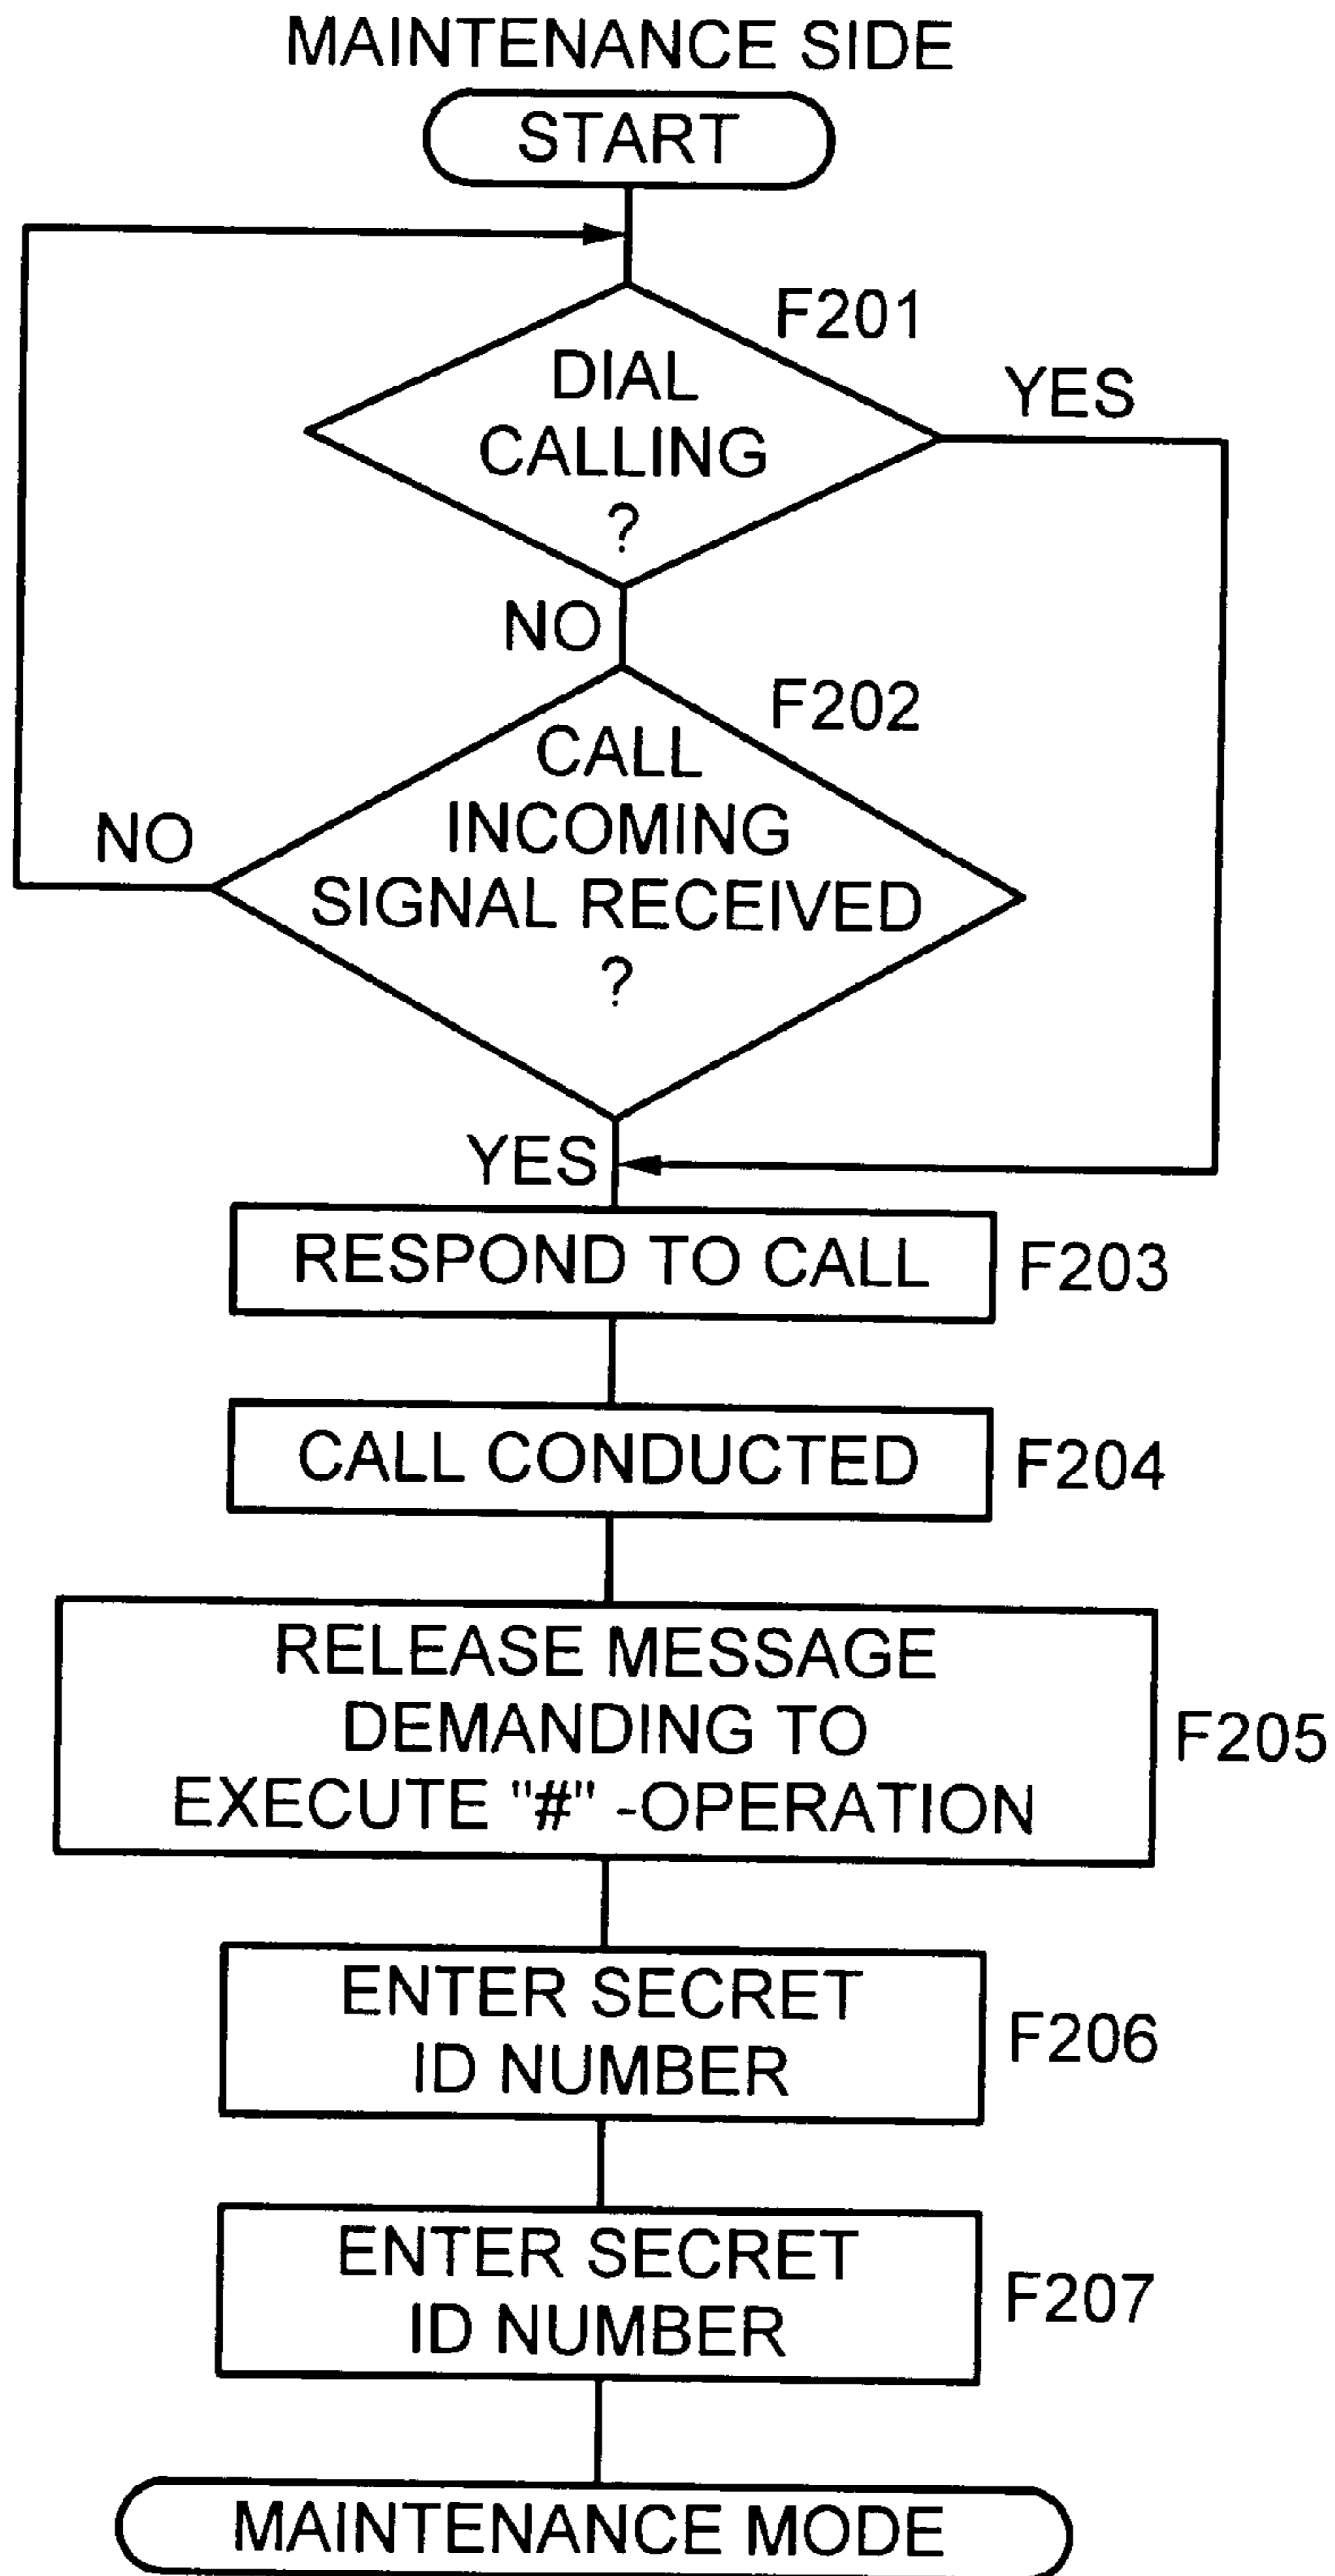 MAINTENANCE SIDE
START
F201
DIAL
CALLING
?
YES
NO
F202
CALL
INCOMING
SIGNAL RECEIVED
?
NO
YES
RESPOND TO CALL
F203
CALL CONDUCTED
F204
RELEASE MESSAGE
DEMANDING TO
EXECUTE "#" -OPERATION
F205
ENTER SECRET
ID NUMBER
F206
ENTER SECRET
ID NUMBER
F207
MAINTENANCE MODE